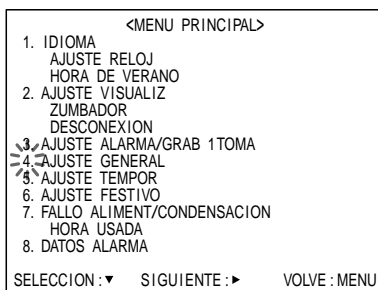 <MENU PRINCIPAL>
1. IDIOMA
AJUSTE RELOJ
HORA DE VERANO
2. AJUSTE VISUALIZ
ZUMBADOR
DESCONEXION
3. AJUSTE ALARMA/GRAB 1TOMA
4. AJUSTE GENERAL
5. AJUSTE TEMPOR
6. AJUSTE FESTIVO
7. FALLO ALIMENT/CONDENSACION
HORA USADA
8. DATOS ALARMA
SELECCION : ▼ SIGUIENTE : ► VOLVE : MENU